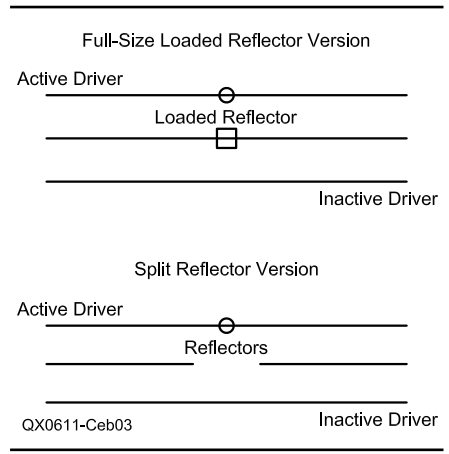 Full-Size Loaded Reflector Version
Active Driver
Loaded Reflector
Inactive Driver
Split Reflector Version
Active Driver
Reflectors
Inactive Driver
QX0611-Ceb03